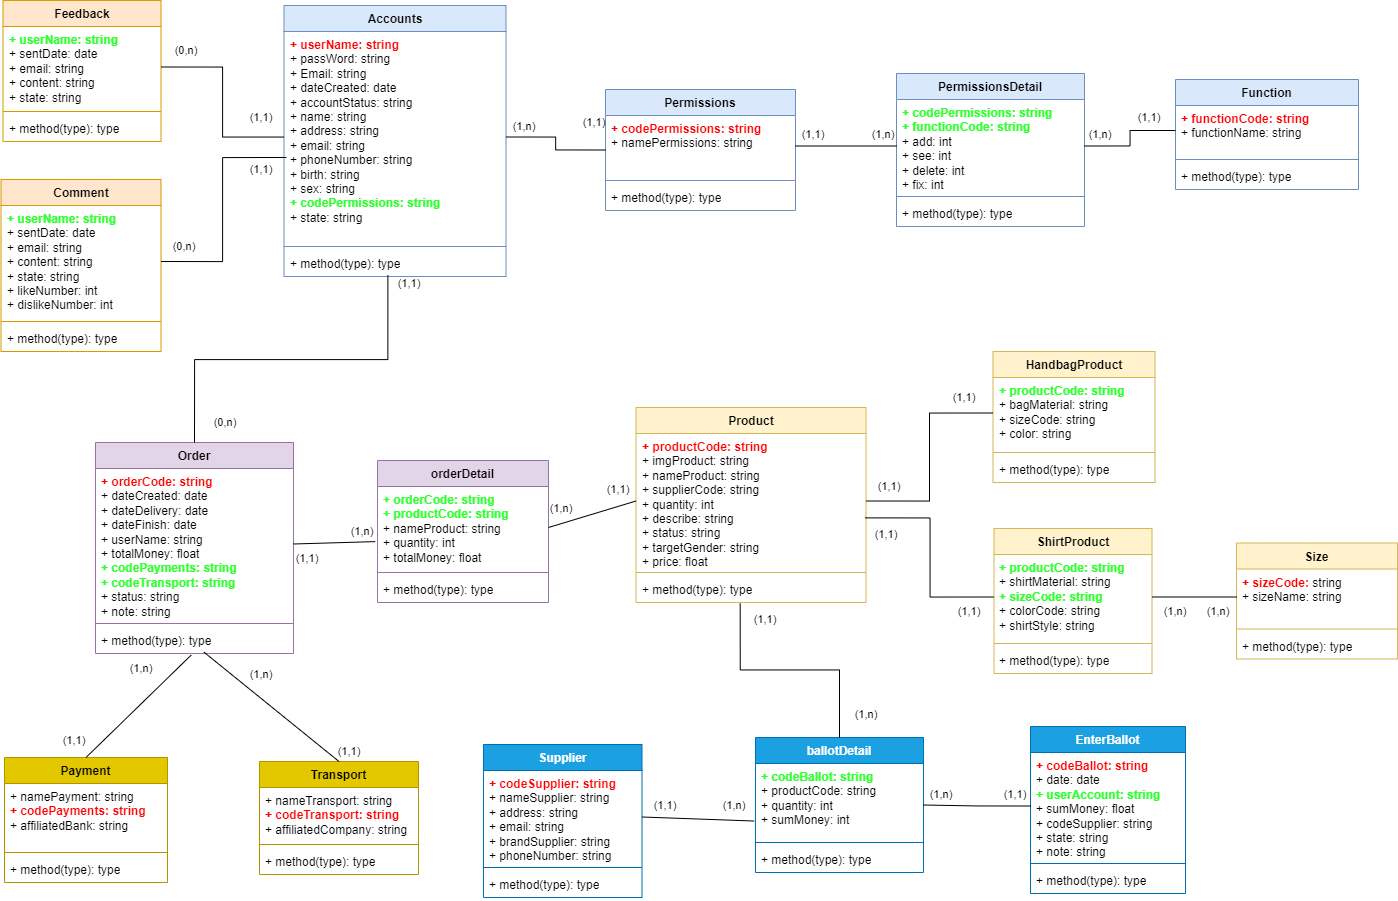 Feedback
+ userName: string
+ sentDate: date
+ email: string
+ content: string
+ state: string
+ method(type): type
(0,n)
(1,1)
Accounts
+ userName: string
+ passWord: string
+ Email: string
+ dateCreated: date
+ accountStatus: string
+ name: string
+ address: string
+ email: string
+ phoneNumber: string
+ birth: string
+ sex: string
+ codePermissions: string
+ state: string
+ method(type): type
(1,n)
(1,1)
Permissions
+ codePermissions: string
+ namePermissions: string
+ method(type): type
(1,1)
(1,n)
PermissionsDetail
+ codePermissions: string
+ functionCode: string
+ add: int
+ see: int
+ delete: int
+ fix: int
+ method(type): type
(1,n)
(1,1)
Function
+ functionCode: string
+ functionName: string
+ method(type): type
Comment
+ userName: string
+ sentDate: date
+ email: string
+ content: string
+ state: string
+ likeNumber: int
+ dislikeNumber: int
+ method(type): type
(1,1)
(0,n)
(1,1)
(0,n)
Order
+ orderCode: string
+ dateCreated: date
+ dateDelivery: date
+ dateFinish: date
+ userName: string
+ totalMoney: float
+ codePayments: string
+ codeTransport: string
+ status: string
+ note: string
+ method(type): type
(1,1)
(1,n)
orderDetail
+ orderCode: string
+ productCode: string
+ nameProduct: string
+ quantity: int
+ totalMoney: float
+ method(type): type
(1,n)
(1,1)
Product
+ productCode: string
+ imgProduct: string
+ nameProduct: string
+ supplierCode: string
+ quantity: int
+ describe: string
+ status: string
+ targetGender: string
+ price: float
+ method(type): type
(1,1)
(1,1)
HandbagProduct
+ productCode: string
+ bagMaterial: string
+ sizeCode: string
+ color: string
+ method(type): type
(1,1)
(1,1)
ShirtProduct
+ productCode: string
+ shirtMaterial: string
+ sizeCode: string
+ colorCode: string
+ shirtStyle: string
+ method(type): type
(1,n)
(1,n)
Size
+ sizeCode: string
+ sizeName: string
+ method(type): type
(1,n)
(1,1)
(1,n)
(1,1)
Payment
+ namePayment: string
+ codePayments: string
+ affiliatedBank: string
+ method(type): type
Transport
+ nameTransport: string
+ codeTransport: string
+ affiliatedCompany: string
+ method(type): type
(1,1)
(1,n)
Supplier
+ codeSupplier: string
+ nameSupplier: string
+ address: string
+ email: string
+ brandSupplier: string
+ phoneNumber: string
+ method(type): type
(1,1)
(1,n)
ballotDetail
+ codeBallot: string
+ productCode: string
+ quantity: int
+ sumMoney: int
+ method(type): type
(1,n)
(1,1)
EnterBallot
+ codeBallot: string
+ date: date
+ userAccount: string
+ sumMoney: float
+ codeSupplier: string
+ state: string
+ note: string
+ method(type): type